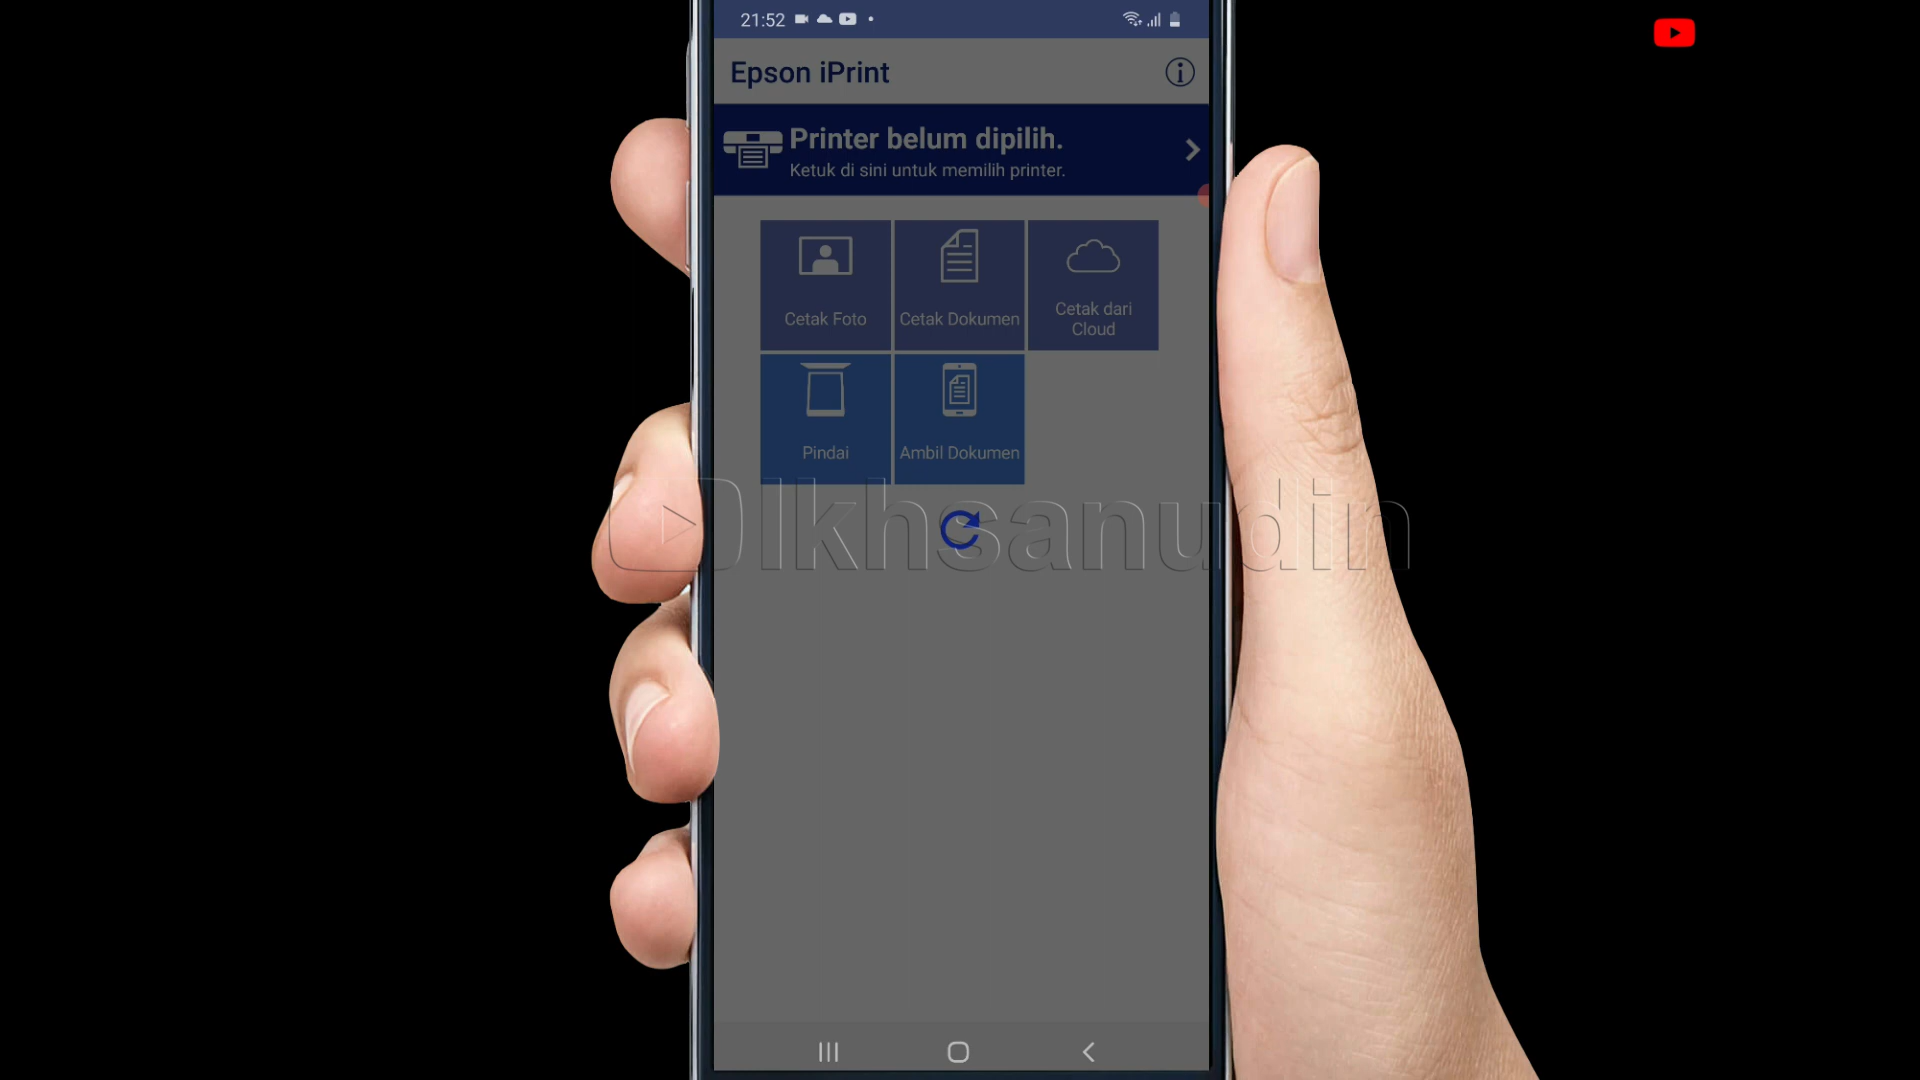 21:52
Epson iPrint
Printer belum dipilih.
Ketuk di sini untuk memilih printer.
Cetak Foto
Cetak Dokumen
Cetak dari
Cloud
Pindai
Ambil Dokumen
Ikhsanudin